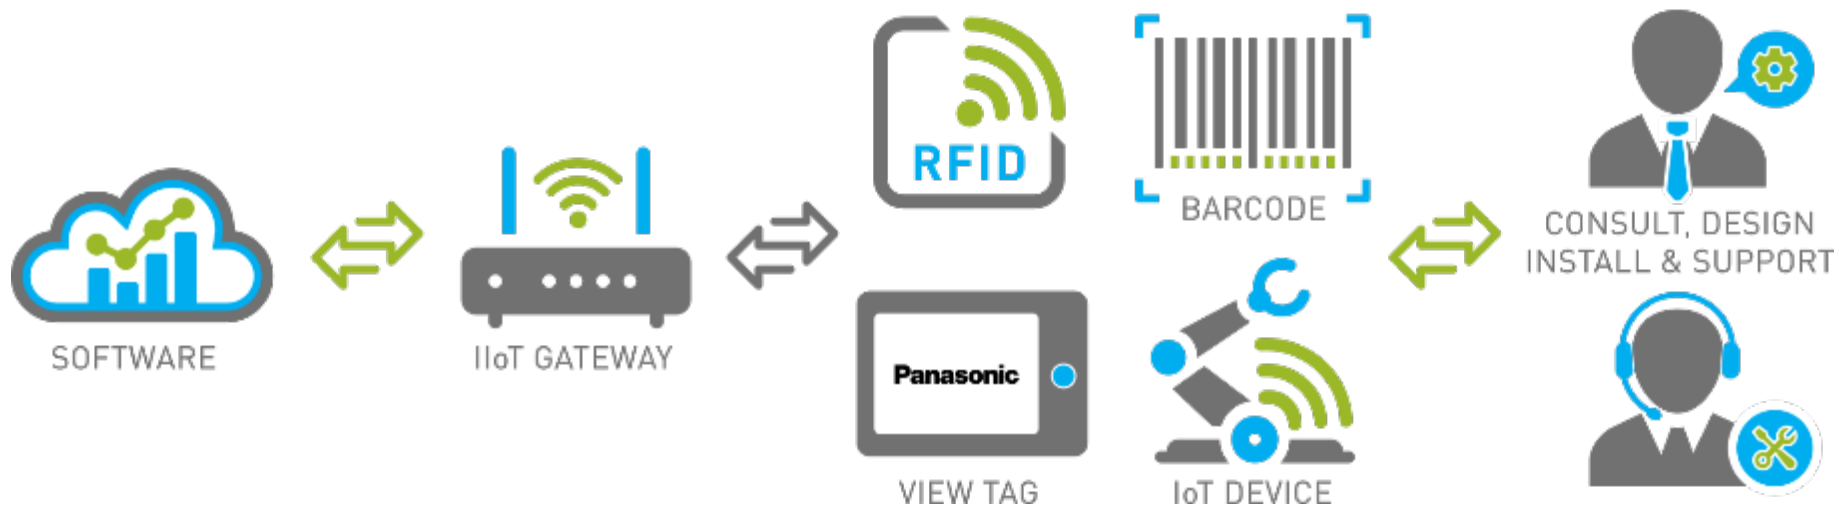 SOFTWARE
IIoT GATEWAY
RFID
BARCODE
Panasonic
VIEW TAG
IoT DEVICE
CONSULT, DESIGN
INSTALL & SUPPORT